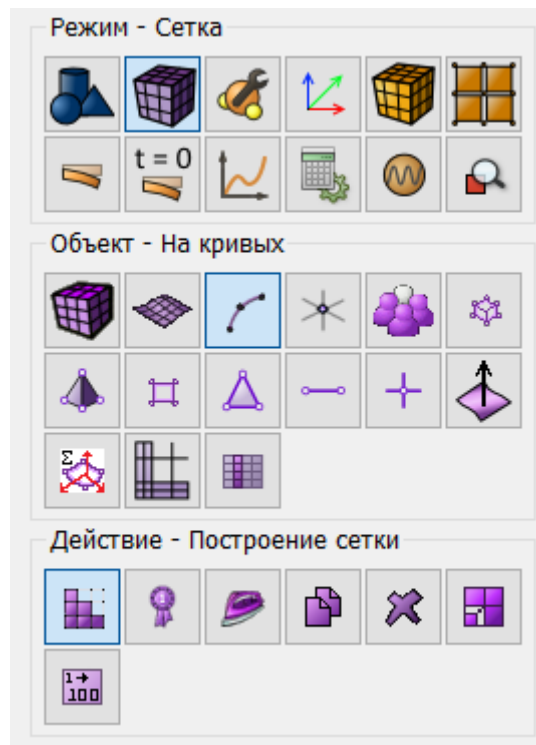 Режим - Сетка
t = 0
Объект - На кривых
Σ
Действие - Построение сетки
1→
100